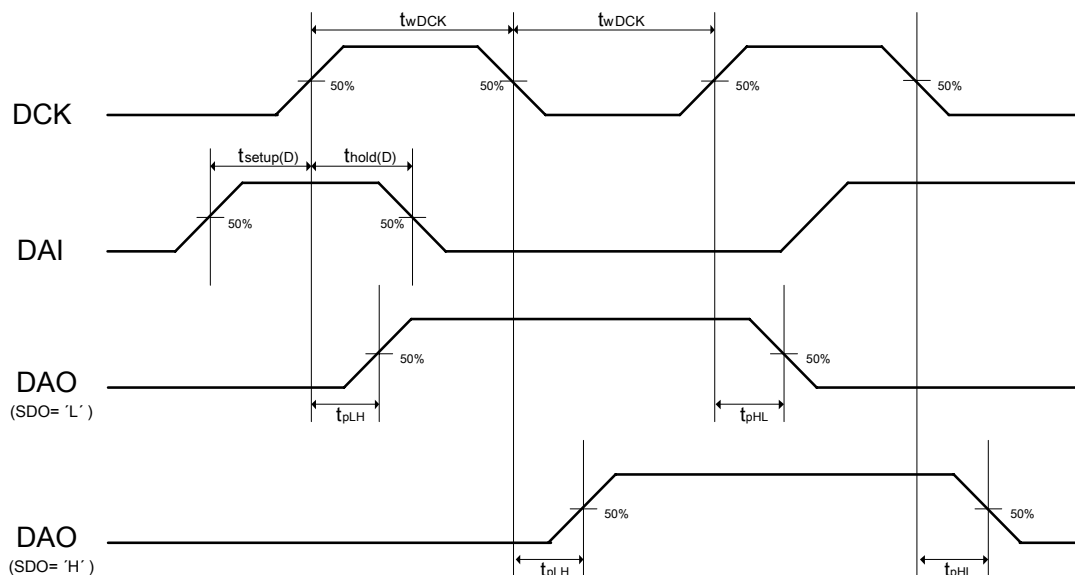 twDCK twDCK
50% 50% 50% 50%
DCK
tsetup(D) thold(D)
50% 50%
DAI
50% 50%
DAO
(SDO= ´L´ )
tpLH tpHL
50% 50%
DAO
(SDO= ´H´ )
tpLH tpHL